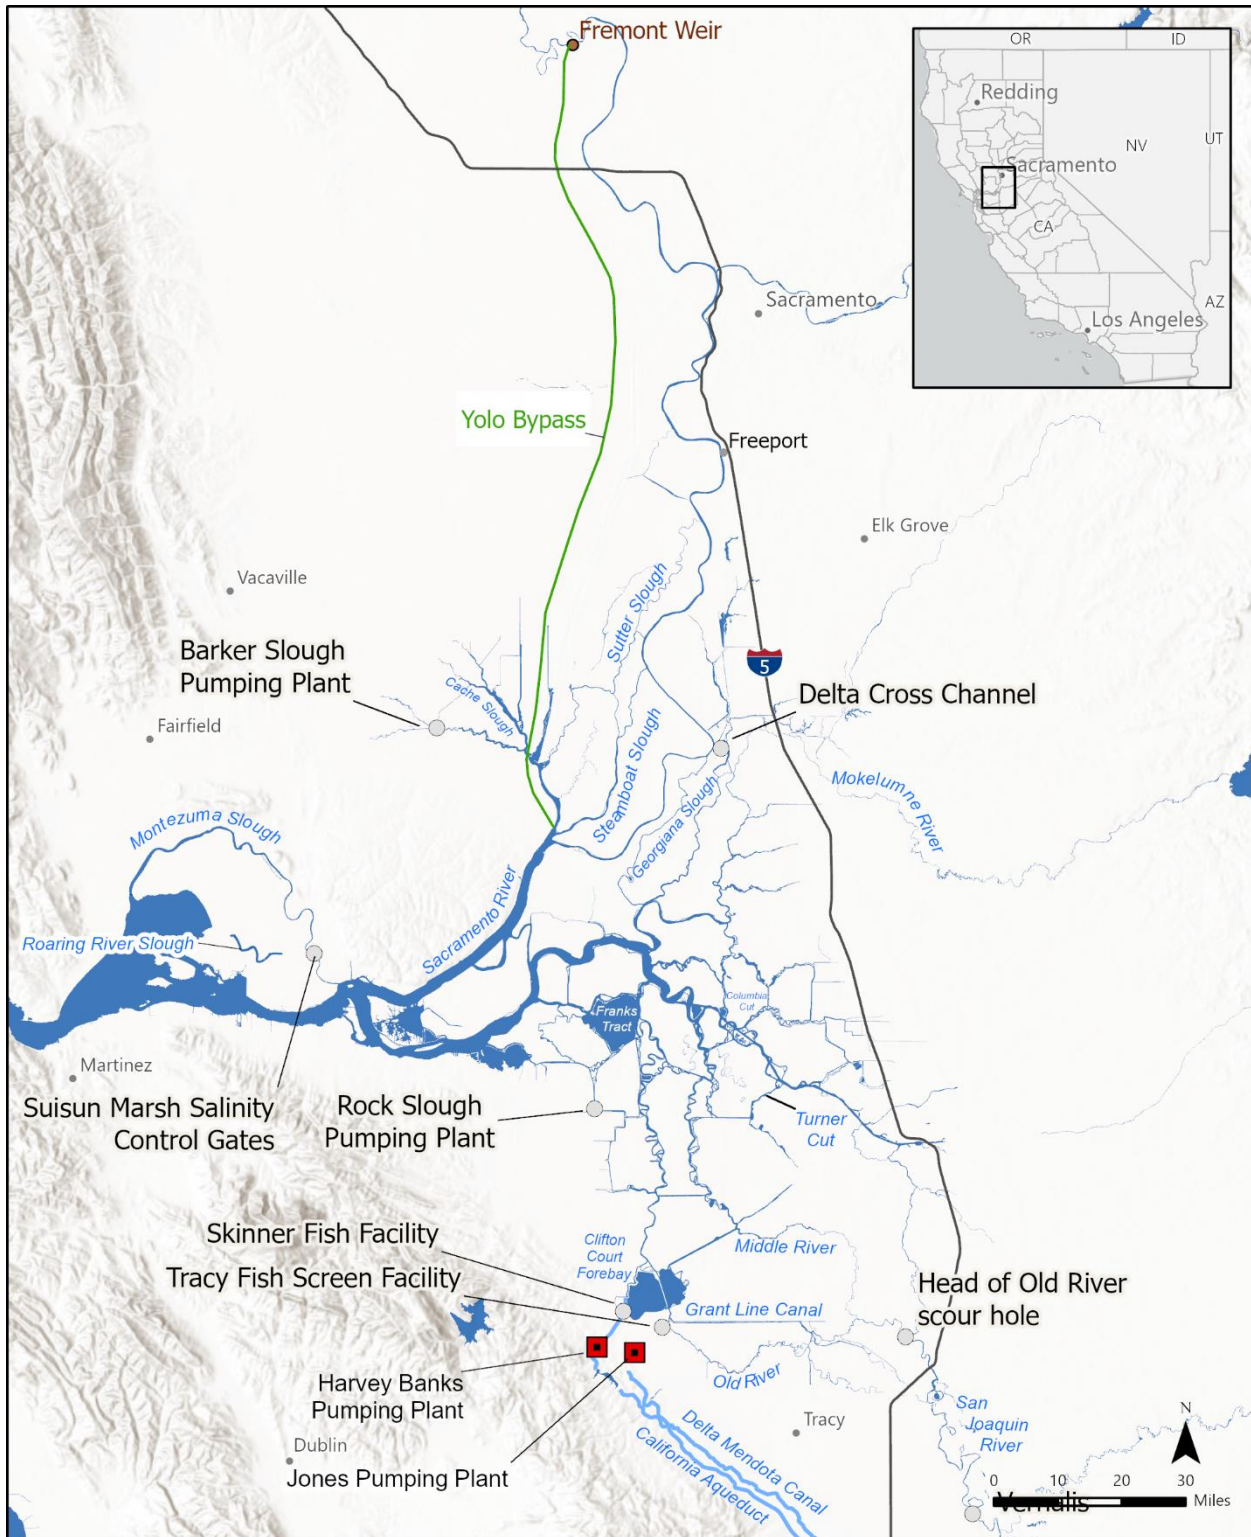 Fremont Weir
OR
ID
Redding
NV
UT
Sacramento
CA
AZ
Los Angeles
Sacramento
Yolo Bypass
Freeport
Elk Grove
Vacaville
Sutter Slough
Barker Slough
Pumping Plant
Cache Slough
5
Delta Cross Channel
Fairfield
Steamboat Slough
Georgiana Slough
Mokelumne
River
Montezuma Slough
Sacramento River
Roaring River Slough
Columbia
Cut
Franks
Tract
Martinez
Suisun Marsh Salinity
Control Gates
Rock Slough
Pumping Plant
Turner
Cut
Skinner Fish Facility
Clifton
Court
Forebay
Middle River
Tracy Fish Screen Facility
Grant Line Canal
Head of Old River
scour hole
Harvey Banks
Pumping Plant
Old River
San
Joaquin
River
N
Tracy
Delta Mendota Canal
California Aqueduct
Dublin
Jones Pumping Plant
0 10 20 30
Miles
Vernalis